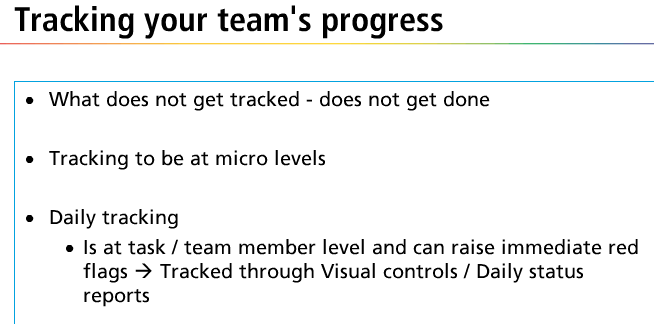 Tracking your team's progress
• What does not get tracked - does not get done
• Tracking to be at micro levels
• Daily tracking
• Is at task / team member level and can raise immediate red
flags → Tracked through Visual controls / Daily status
reports